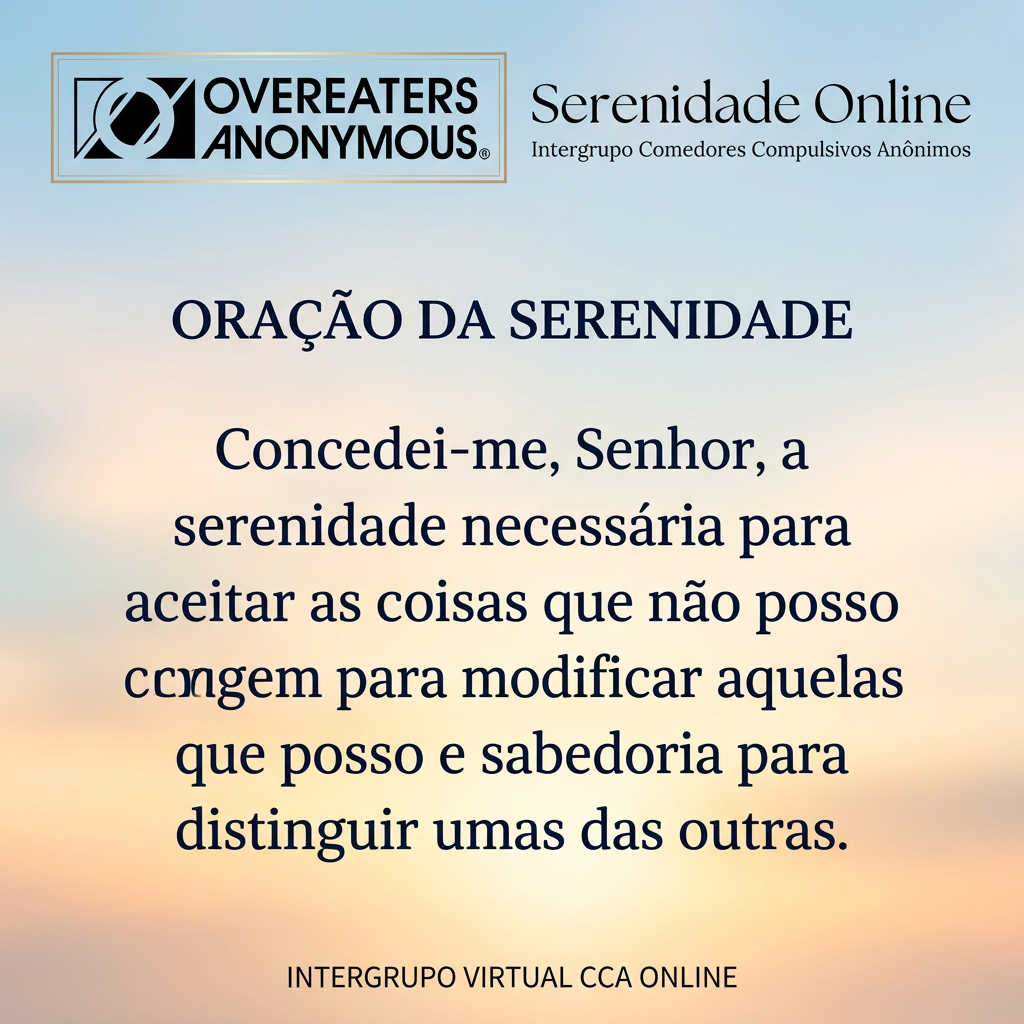 OVEREATERS
ANONYMOUS®
Serenidade Online
Intergrupo Comedores Compulsivos Anônimos
ORAÇÃO DA SERENIDADE
Concedei-me, Senhor, a
serenidade necessária para
aceitar as coisas que não posso
para modificar aquelas
que posso e sabedoria para
distinguir umas das outras.
INTERGRUPO VIRTUAL CCA ONLINE